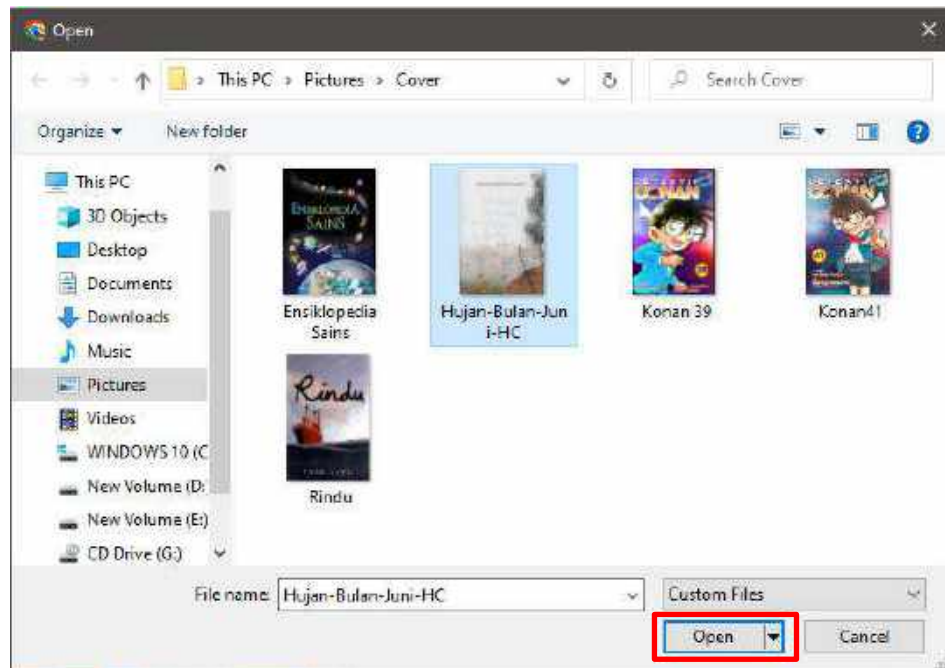 Open
This PC > Pictures > Cover
Search Cover
Organize
New folder
This PC
3D Objects
Desktop
Documents
Downloads
Music
Pictures
Videos
WINDOWS 10 (C
New Volume (D:
New Volume (E:)
CD Drive (G:)
ENSIKLOPEDIA
SAINS
CONAN
Ensiklopedia
Sains
Hujan-Bulan-Jun
i-HC
Konan 39
Konan41
Rindu
Rindu
File name:
Hujan-Bulan-Juni-HC
Custom Files
Open
Cancel